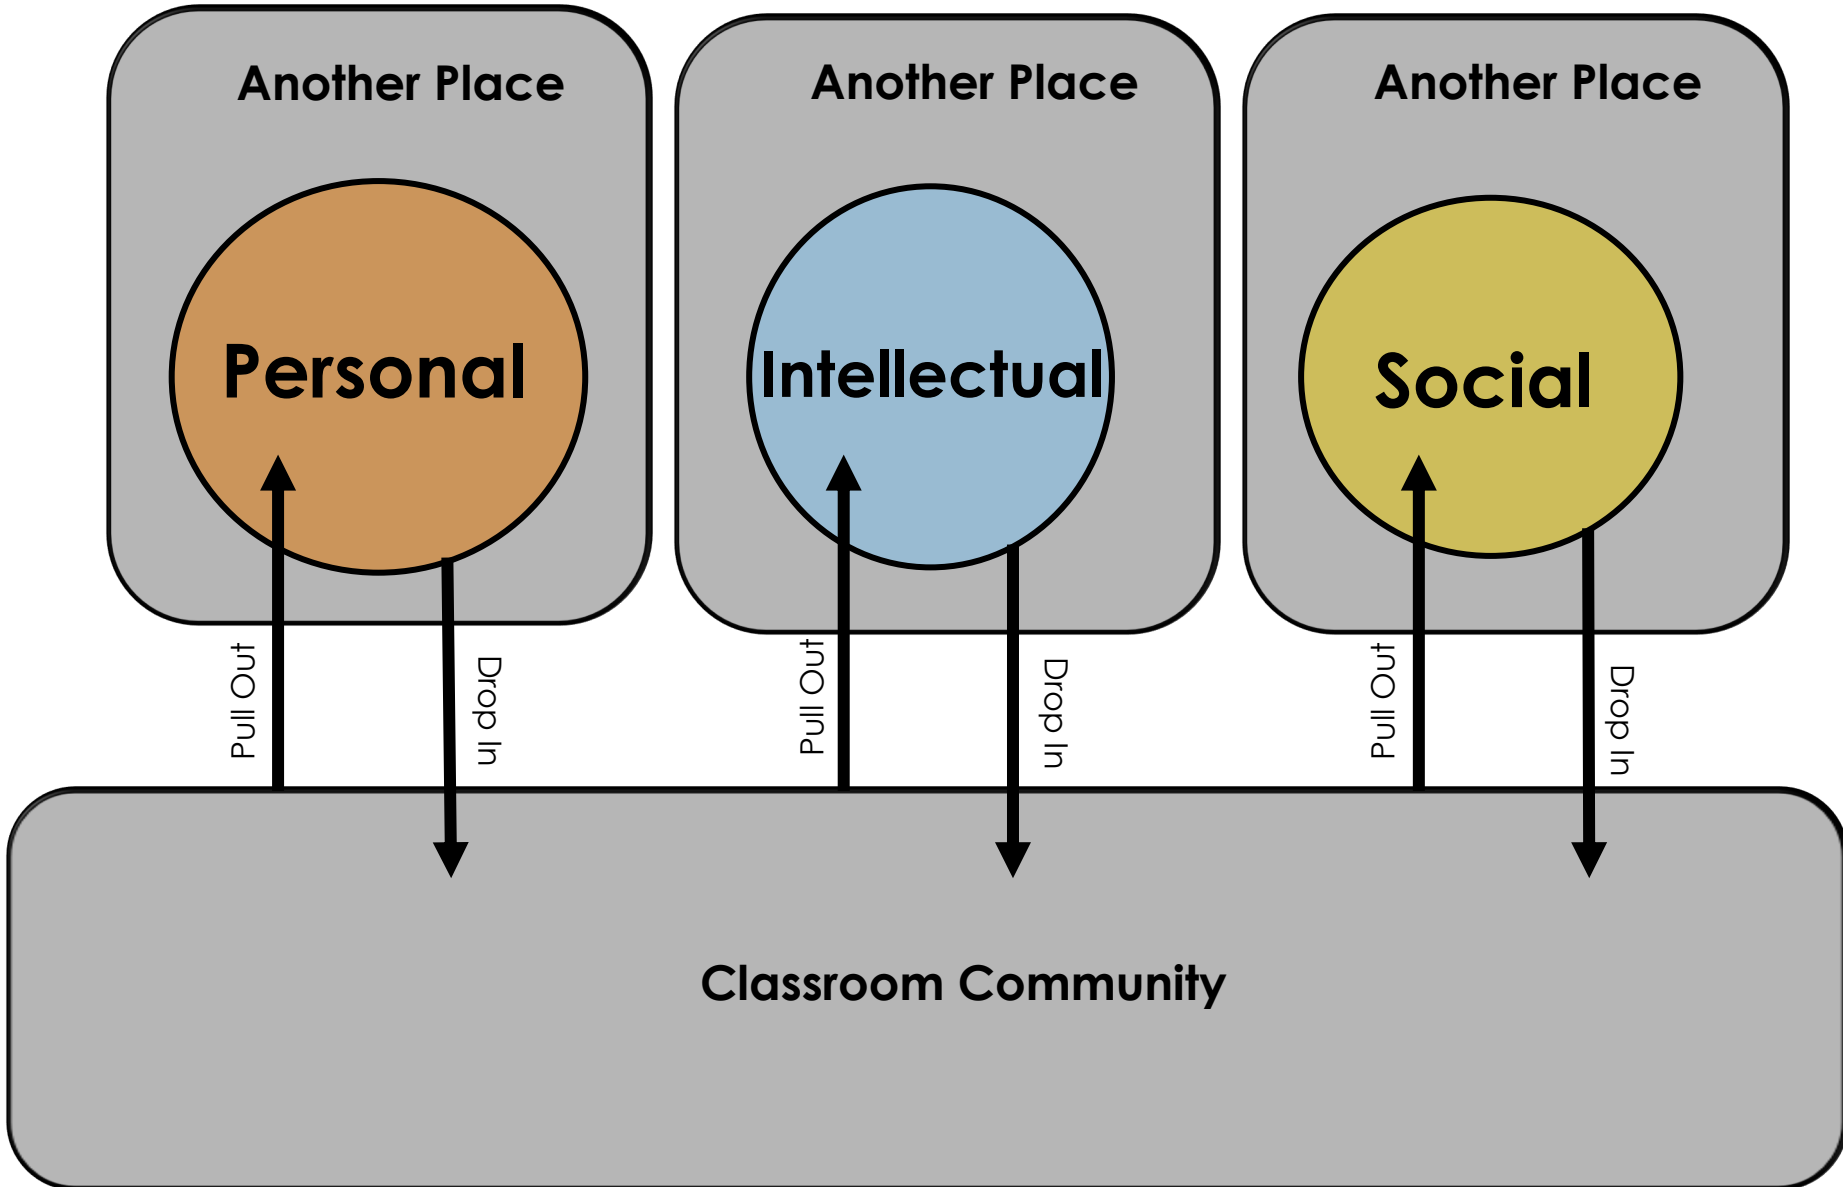 Another Place
Another Place
Another Place
Personal
Intellectual
Social
Pull Out
Drop In
Pull Out
Drop In
Pull Out
Drop In
Classroom Community